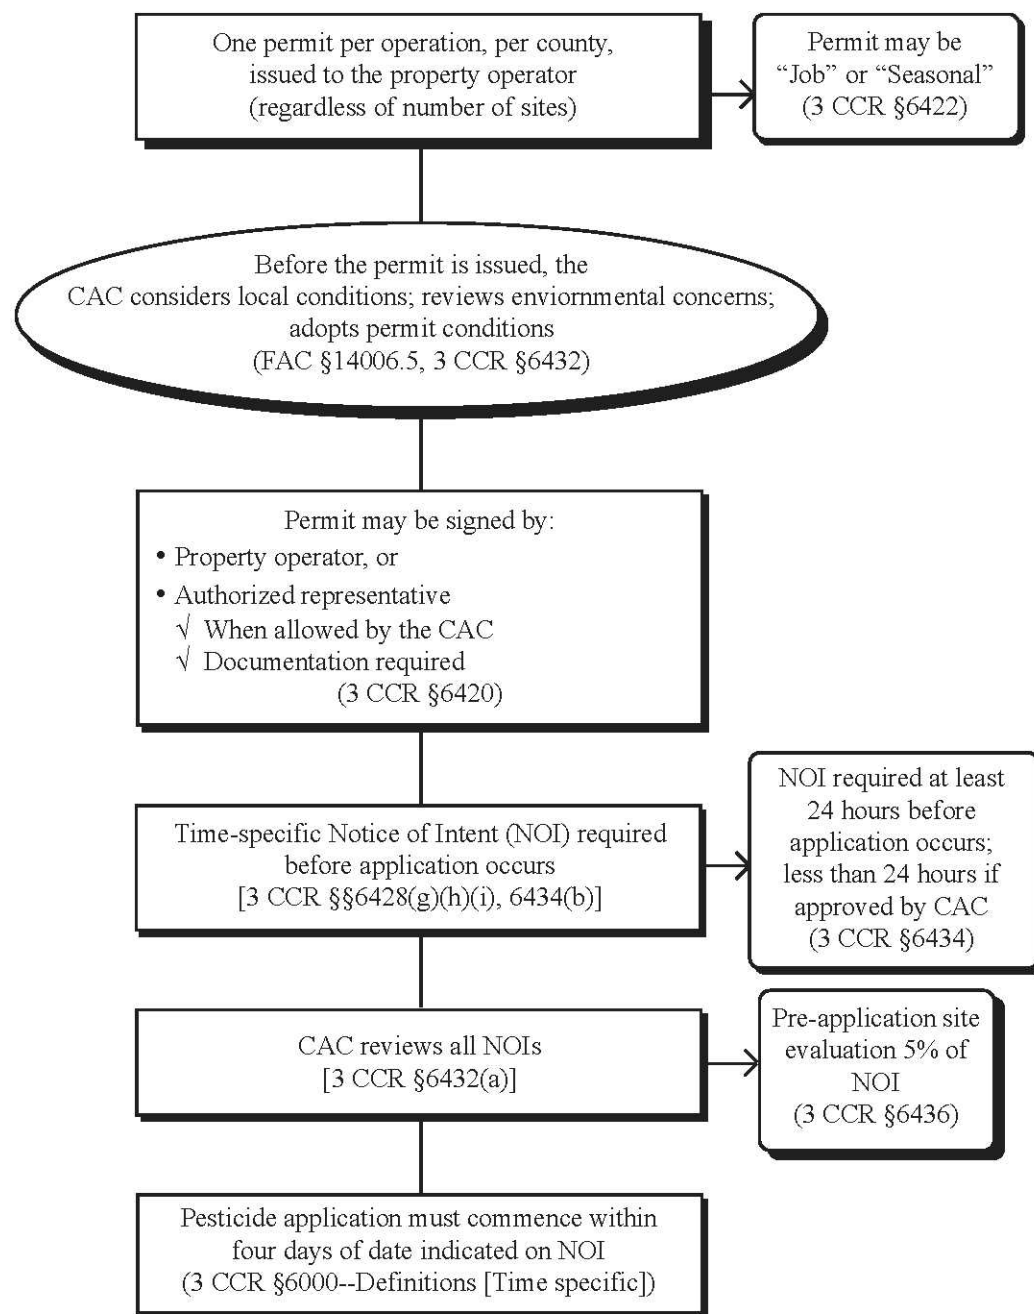 One permit per operation, per county,
issued to the property operator
(regardless of number of sites)
Permit may be
“Job” or “Seasonal”
(3 CCR §6422)
Before the permit is issued, the
CAC considers local conditions; reviews enviornmental concerns;
adopts permit conditions
(FAC §14006.5, 3 CCR §6432)
Permit may be signed by:
• Property operator, or
• Authorized representative
√ When allowed by the CAC
√ Documentation required
(3 CCR §6420)
Time-specific Notice of Intent (NOI) required
before application occurs
[3 CCR §§6428(g)(h)(i), 6434(b)]
NOI required at least
24 hours before
application occurs;
less than 24 hours if
approved by CAC
(3 CCR §6434)
CAC reviews all NOIs
[3 CCR §6432(a)]
Pre-application site
evaluation 5% of
NOI
(3 CCR §6436)
Pesticide application must commence within
four days of date indicated on NOI
(3 CCR §6000--Definitions [Time specific])